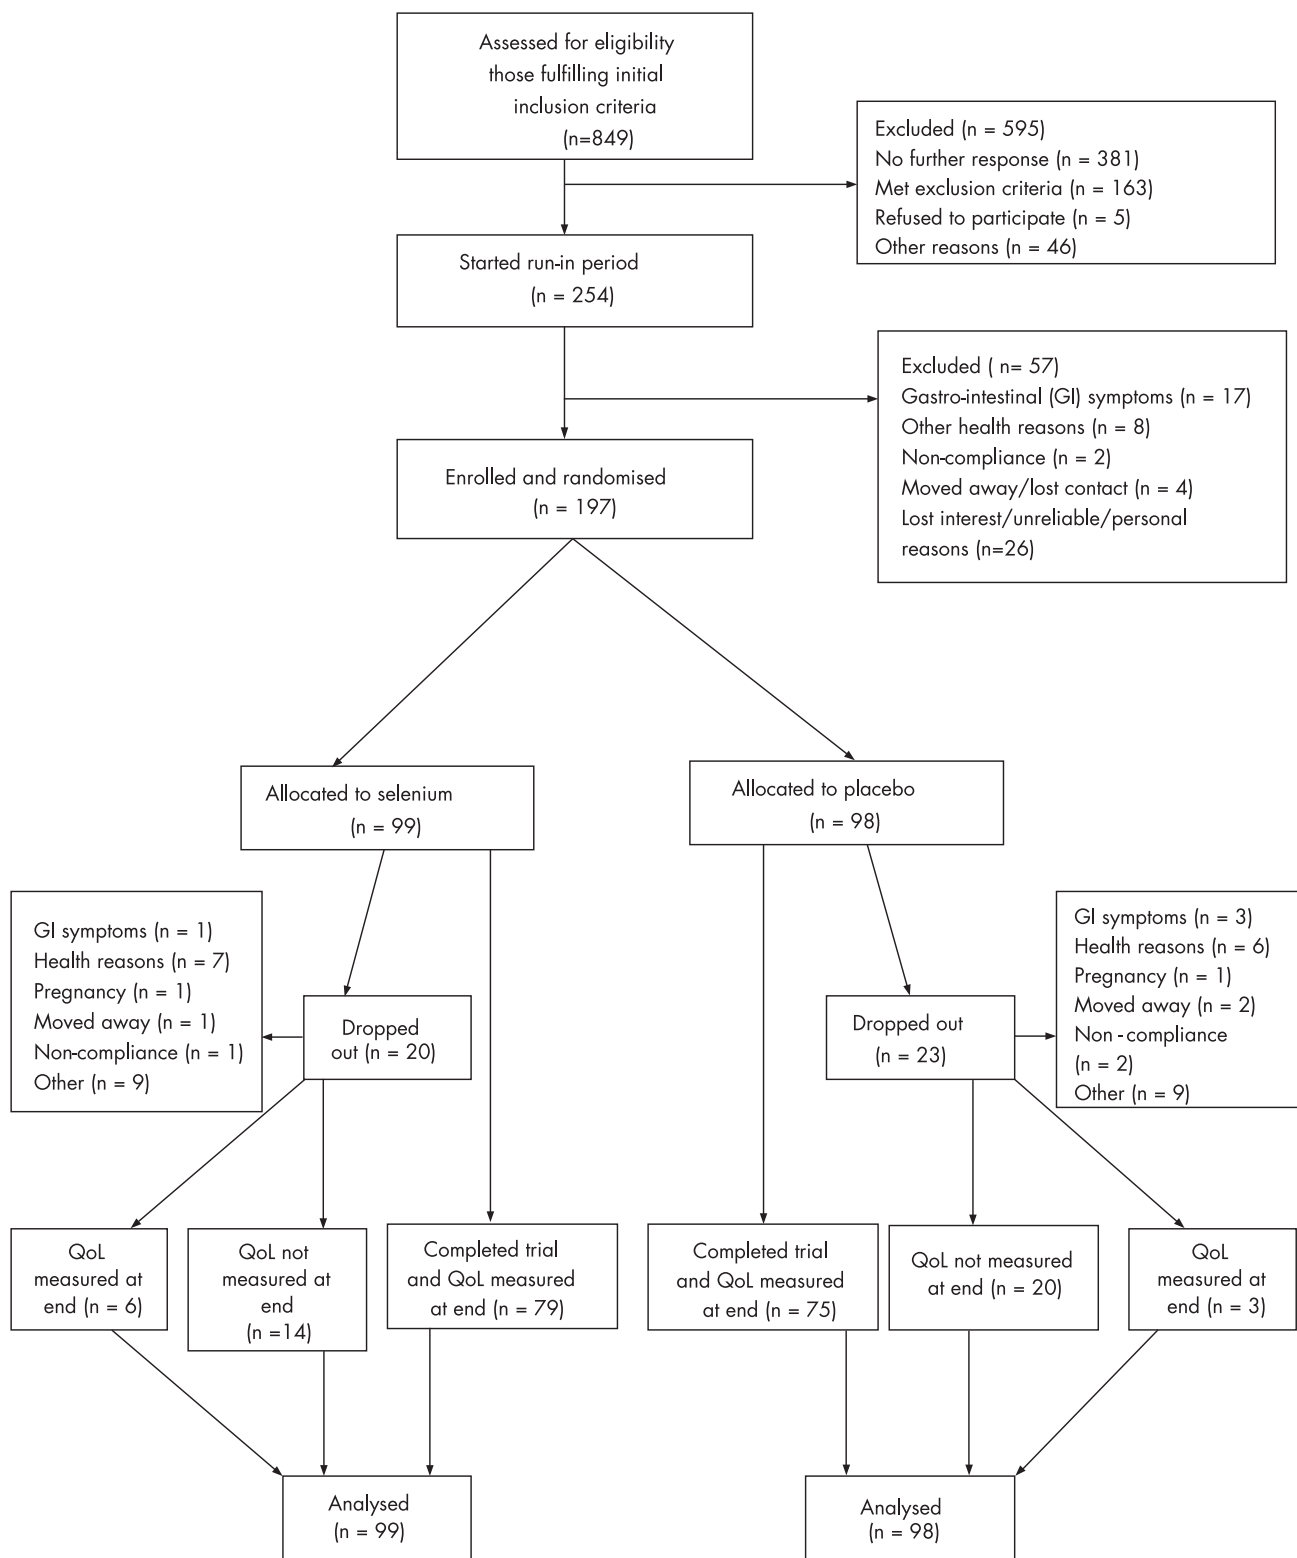 Assessed for eligibility
those fulfilling initial
inclusion criteria
(n=849)
Excluded (n = 595)
No further response (n = 381)
Met exclusion criteria (n = 163)
Refused to participate (n = 5)
Other reasons (n = 46)
Started run-in period
(n = 254)
Excluded ( n= 57)
Gastro-intestinal (GI) symptoms (n = 17)
Other health reasons (n = 8)
Non-compliance (n = 2)
Moved away/lost contact (n = 4)
Lost interest/unreliable/personal
reasons (n=26)
Enrolled and randomised
(n = 197)
Allocated to selenium
(n = 99)
Allocated to placebo
(n = 98)
GI symptoms (n = 1)
Health reasons (n = 7)
Pregnancy (n = 1)
Moved away (n = 1)
Non-compliance (n = 1)
Other (n = 9)
Dropped
out (n = 20)
Dropped out
(n = 23)
GI symptoms (n = 3)
Health reasons (n = 6)
Pregnancy (n = 1)
Moved away (n = 2)
Non - compliance
(n = 2)
Other (n = 9)
QoL
measured at
end (n = 6)
QoL not
measured at
end
(n =14)
Completed trial
and QoL measured
at end (n = 79)
Completed trial
and QoL measured
at end (n = 75)
QoL not measured
at end (n = 20)
QoL
measured at
end (n = 3)
Analysed
(n = 99)
Analysed
(n = 98)